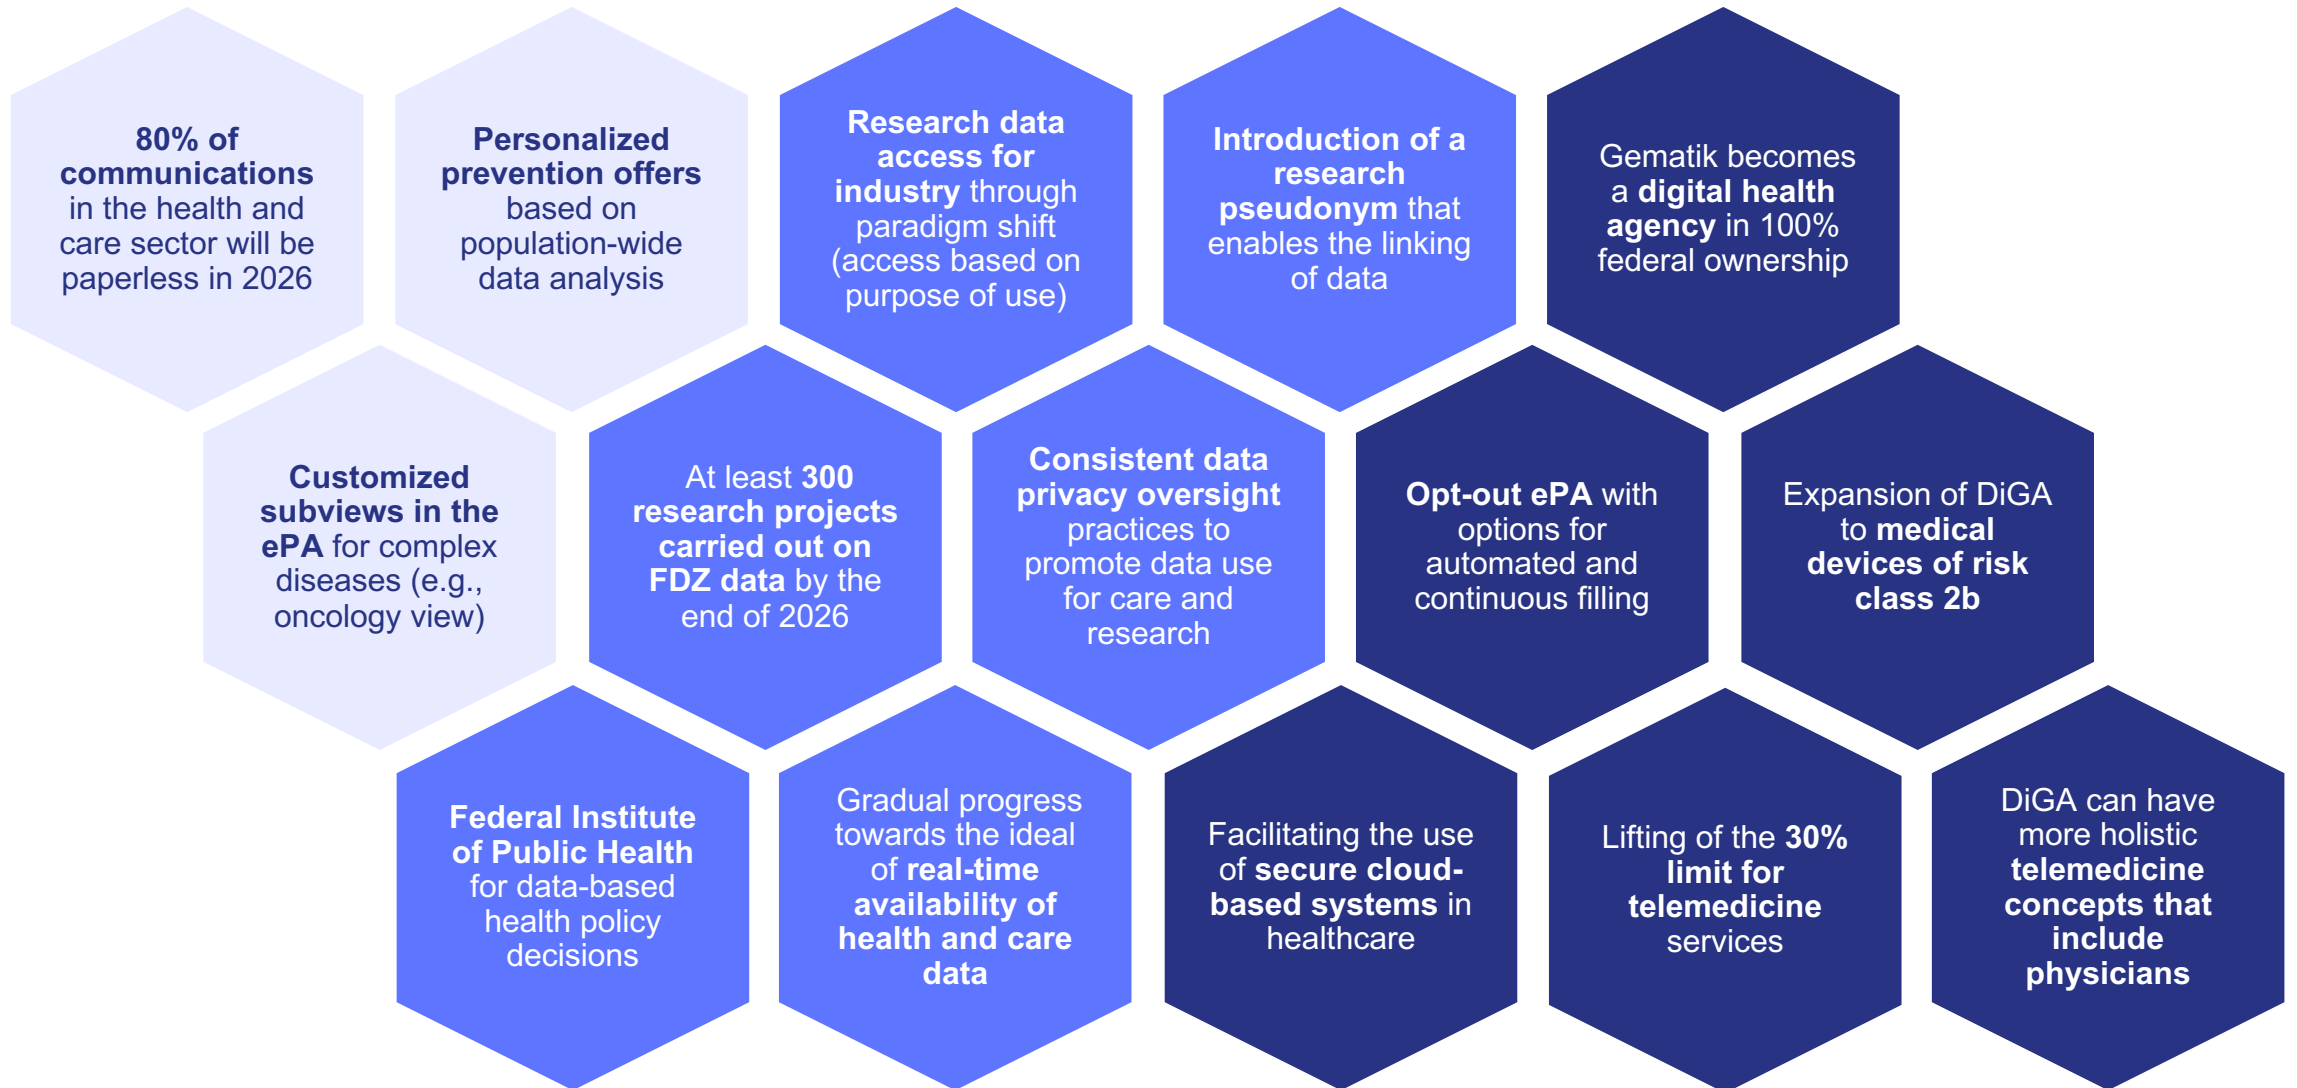 80% of
communications
in the health and
care sector will be
paperless in 2026
Personalized
prevention offers
based on
population-wide
data analysis
Research data
access for
industry through
paradigm shift
(access based on
purpose of use)
Introduction of a
research
pseudonym that
enables the linking
of data
Gematik becomes
a digital health
agency in 100%
federal ownership
Customized
subviews in the
ePA for complex
diseases (e.g.,
oncology view)
At least 300
research projects
carried out on
FDZ data by the
end of 2026
Consistent data
privacy oversight
practices to
promote data use
for care and
research
Opt-out ePA with
options for
automated and
continuous filling
Expansion of DiGA
to medical
devices of risk
class 2b
Federal Institute
of Public Health
for data-based
health policy
decisions
Gradual progress
towards the ideal
of real-time
availability of
health and care
data
Facilitating the use
of secure cloud-
based systems in
healthcare
Lifting of the 30%
limit for
telemedicine
services
DiGA can have
more holistic
telemedicine
concepts that
include
physicians